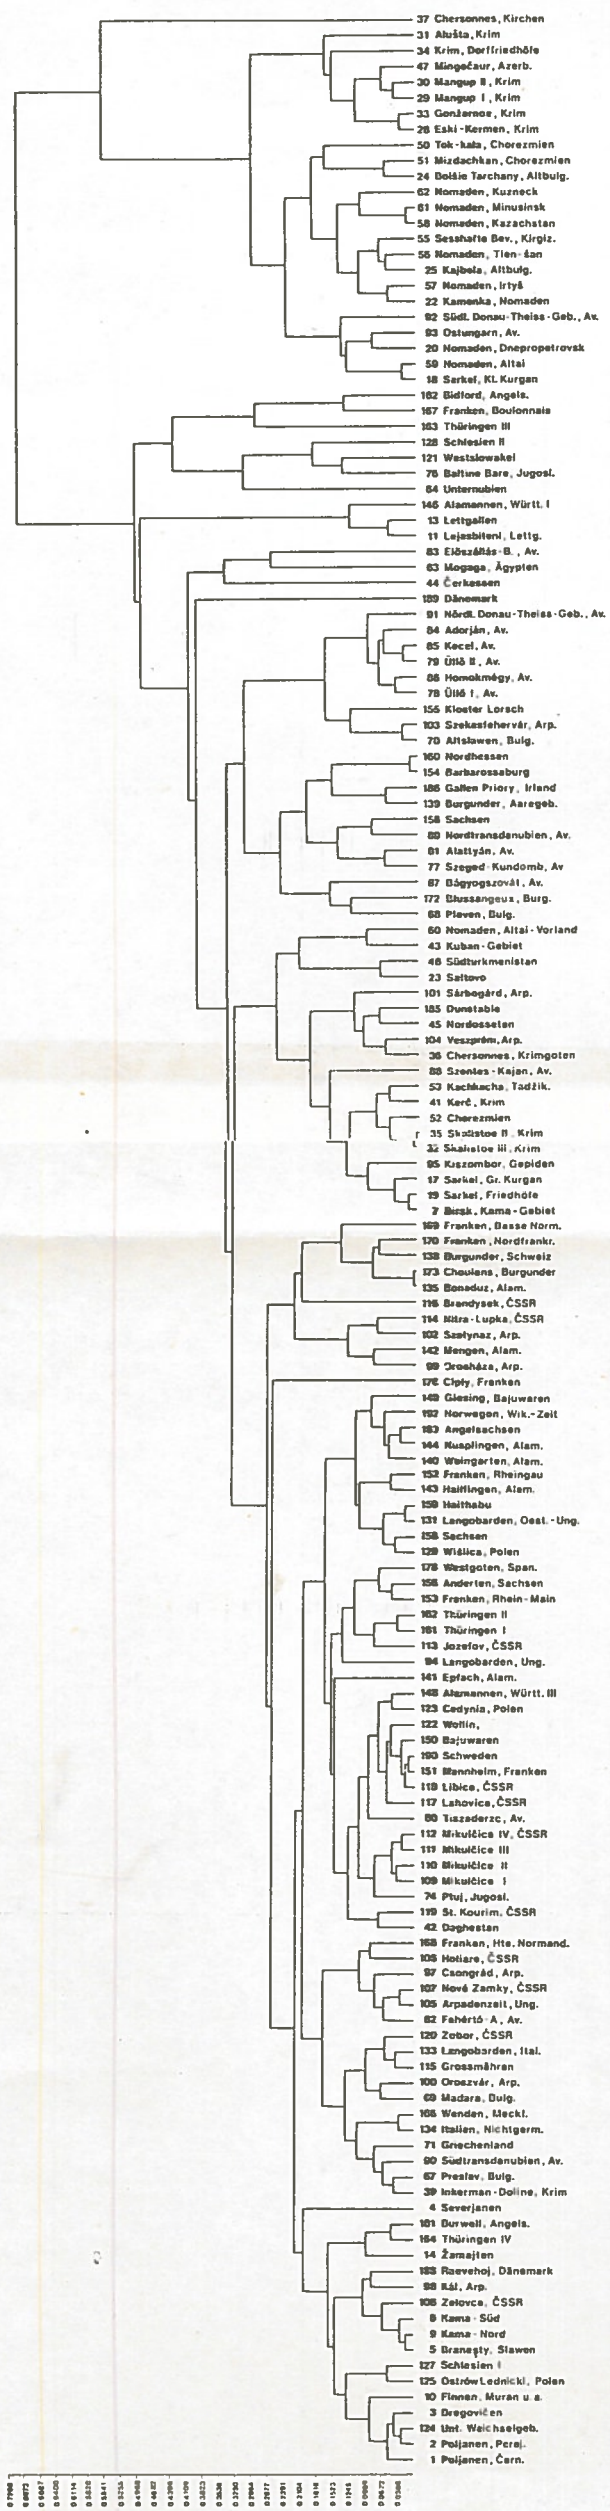 37 Chersonnes, Kirchen
31 Alušta, Krim
34 Krim, Dorffriedhöfe
47 Mingečaur, Azerb.
30 Mangup II, Krim
29 Mangup I, Krim
33 Gonžernoe, Krim
28 Eski-Kermen, Krim
50 Tok-kala, Chorezmien
51 Mizdachkan, Chorezmien
24 Bolšie Tarchany, Altbulg.
62 Nomaden, Kuzneck
61 Nomaden, Minusinsk
58 Nomaden, Kazachstan
55 Sesshafte Bev., Kirgiz.
56 Nomaden, Tien-šan
25 Kajbela, Altbulg.
57 Nomaden, Irtyš
22 Kamenka, Nomaden
92 Südl. Donau-Theiss-Geb., Av.
93 Ostungarn, Av.
20 Nomaden, Dnepropetrovsk
59 Nomaden, Altai
18 Sarkel, Kl. Kurgan
162 Bidford, Angels.
167 Franken, Boulonnais
163 Thüringen III
128 Schlesien II
121 Westslowakei
76 Baltine Bare, Jugosl.
64 Unternubien
146 Alamannen, Württ. I
13 Lettgallen
11 Lejasbiteni, Lettg.
83 Előszállás-B., Av.
63 Mogaga, Ägypten
44 Čerkessen
189 Dänemark
91 Nördl. Donau-Theiss-Geb., Av.
84 Adorján, Av.
85 Kecel, Av.
79 Üllő II, Av.
86 Homokmégy, Av.
78 Üllő I, Av.
155 Kloster Lorsch
103 Szekesfehérvár, Arp.
70 Altslawen, Bulg.
160 Nordhessen
154 Barbarossaburg
186 Gallen Priory, Irland
139 Burgunder, Aaregeb.
158 Sachsen
89 Nordtransdanubien, Av.
81 Alattyán, Av.
77 Szeged-Kundomb, Av
87 Bágyogszovát, Av.
172 Blussangeux, Burg.
68 Pleven, Bulg.
60 Nomaden, Altai-Vorland
43 Kuban-Gebiet
46 Südturkmenistan
23 Saltovo
101 Sárbogárd, Arp.
185 Dunstable
45 Nordosseten
104 Veszprém, Arp.
36 Chersonnes, Krimgoten
88 Szentes-Kajan, Av.
53 Kachkacha, Tadžik.
41 Kerč, Krim
52 Chorezmien
35 Skalistoe II, Krim
32 Skalistoe III, Krim
95 Kiszombor, Gepiden
17 Sarkel, Gr. Kurgan
19 Sarkel, Friedhöfe
7 Birsk, Kama-Gebiet
169 Franken, Basse Norm.
170 Franken, Nordfrankr.
138 Burgunder, Schweiz
173 Choulans, Burgunder
135 Bonaduz, Alam.
116 Brandysek, ČSSR
114 Nitra-Lupka, ČSSR
102 Szatynaz, Arp.
142 Mengen, Alam.
99 Orosháza, Arp.
176 Ciply, Franken
149 Giesing, Bajuwaren
192 Norwegen, Wik.-Zeit
183 Angelsachsen
144 Nusplingen, Alam.
140 Weingarten, Alam.
152 Franken, Rheingau
143 Hailfingen, Alam.
159 Haithabu
131 Langobarden, Oest.-Ung.
158 Sachsen
129 Wiślica, Polen
178 Westgoten, Span.
156 Anderten, Sachsen
153 Franken, Rhein-Main
162 Thüringen II
161 Thüringen I
113 Jozefov, ČSSR
94 Langobarden, Ung.
141 Epfach, Alam.
148 Alamannen, Württ. III
123 Cedynia, Polen
122 Wollin,
150 Bajuwaren
190 Schweden
151 Mannheim, Franken
118 Libice, ČSSR
117 Lahovice, ČSSR
80 Tiszaderzs, Av.
112 Mikulčice IV, ČSSR
111 Mikulčice III
110 Mikulčice II
109 Mikulčice I
74 Ptuj, Jugosl.
119 St. Kourim, ČSSR
42 Daghestan
168 Franken, Hte. Normand.
106 Hotiare, ČSSR
97 Csongrád, Arp.
107 Nové Zamky, ČSSR
105 Arpadenzeit, Ung.
82 Fehértó-A, Av.
120 Zobor, ČSSR
133 Langobarden, Ital.
115 Grossmähren
100 Oroszvár, Arp.
69 Madara, Bulg.
166 Wenden, Meckl.
134 Italien, Nichtgerm.
71 Griechenland
90 Südtransdanubien, Av.
67 Preslav, Bulg.
39 Inkerman-Doline, Krim
4 Severjanen
181 Burwell, Angels.
164 Thüringen IV
14 Žamajten
188 Raevehoj, Dänemark
98 Kál, Arp.
108 Zelovce, ČSSR
8 Kama-Süd
9 Kama-Nord
5 Branešty, Slawen
127 Schlesien I
125 Ostrów Lednicki, Polen
10 Finnen, Muran u a.
3 Dregovičen
124 Unt. Weichselgeb.
2 Poljanen, Perej.
1 Poljanen, Čern.